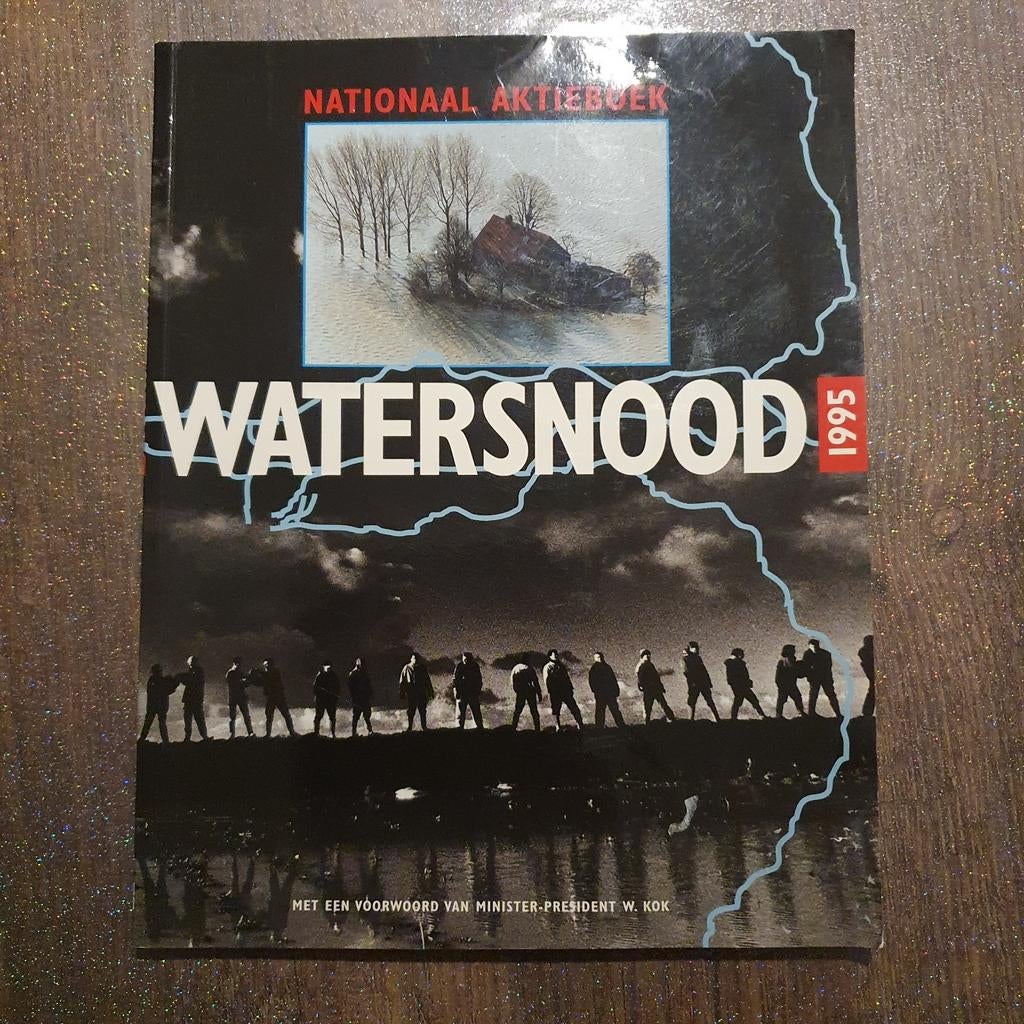 NATIONAAL AKTIEBOEK
WATERSNOOD
1995
MET EEN VOORWOORD VAN MINISTER-PRESIDENT W. KOK